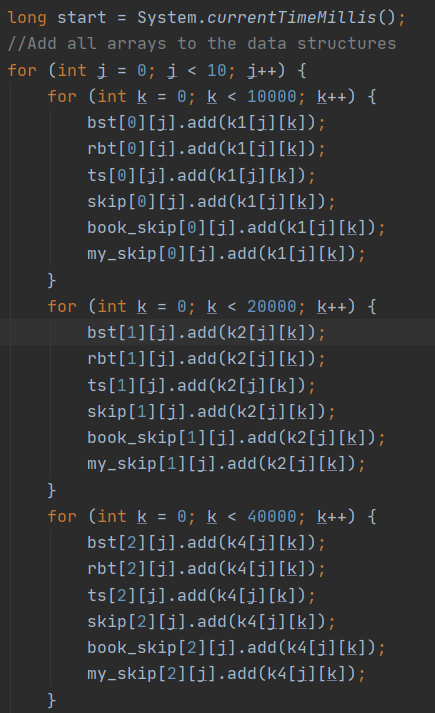 long start = System.currentTimeMillis();
//Add all arrays to the data structures
for (int j = 0; j < 10; j++) {
    for (int k = 0; k < 10000; k++) {
        bst[0][j].add(k1[j][k]);
        rbt[0][j].add(k1[j][k]);
        ts[0][j].add(k1[j][k]);
        skip[0][j].add(k1[j][k]);
        book_skip[0][j].add(k1[j][k]);
        my_skip[0][j].add(k1[j][k]);
    }
    for (int k = 0; k < 20000; k++) {
        bst[1][j].add(k2[j][k]);
        rbt[1][j].add(k2[j][k]);
        ts[1][j].add(k2[j][k]);
        skip[1][j].add(k2[j][k]);
        book_skip[1][j].add(k2[j][k]);
        my_skip[1][j].add(k2[j][k]);
    }
    for (int k = 0; k < 40000; k++) {
        bst[2][j].add(k4[j][k]);
        rbt[2][j].add(k4[j][k]);
        ts[2][j].add(k4[j][k]);
        skip[2][j].add(k4[j][k]);
        book_skip[2][j].add(k4[j][k]);
        my_skip[2][j].add(k4[j][k]);
    }